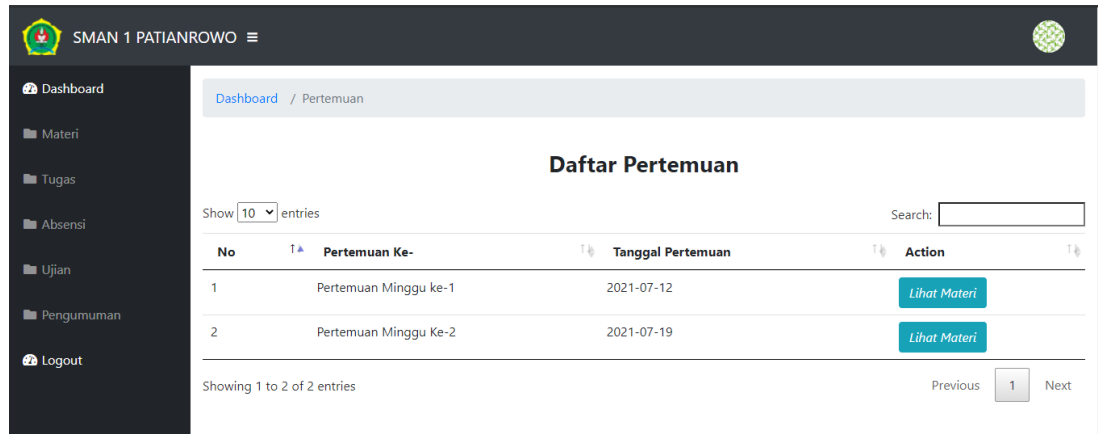 SMAN 1 PATIANROWO
Dashboard
Materi
Tugas
Absensi
Ujian
Pengumuman
Logout
Dashboard / Pertemuan
Daftar Pertemuan
Show 10 entries
Search:
No Pertemuan Ke- Tanggal Pertemuan Action
1 Pertemuan Minggu ke-1 2021-07-12 Lihat Materi
2 Pertemuan Minggu Ke-2 2021-07-19 Lihat Materi
Showing 1 to 2 of 2 entries
Previous 1 Next